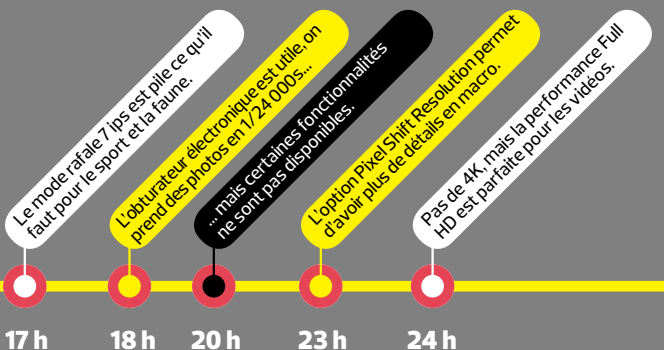 Le mode rafale 7 ips est pile ce qu'il
faut pour le sport et la faune.
L'obturateur électronique est utile, on
prend des photos en 1/24 000s...
... mais certaines fonctionnalités
ne sont pas disponibles.
L'option Pixel Shift Resolution permet
d'avoir plus de détails en macro.
Pas de 4K, mais la performance Full
HD est parfaite pour les vidéos.
17 h
18 h
20 h
23 h
24 h